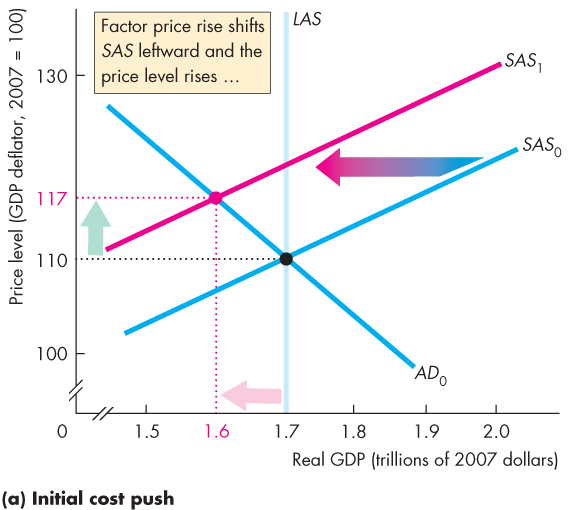 Price level (GDP deflator, 2007 = 100)
Factor price rise shifts
SAS leftward and the
price level rises …
LAS
SAS1
SAS0
AD0
130
117
110
100
0
1.5
1.6
1.7
1.8
1.9
2.0
Real GDP (trillions of 2007 dollars)
(a) Initial cost push